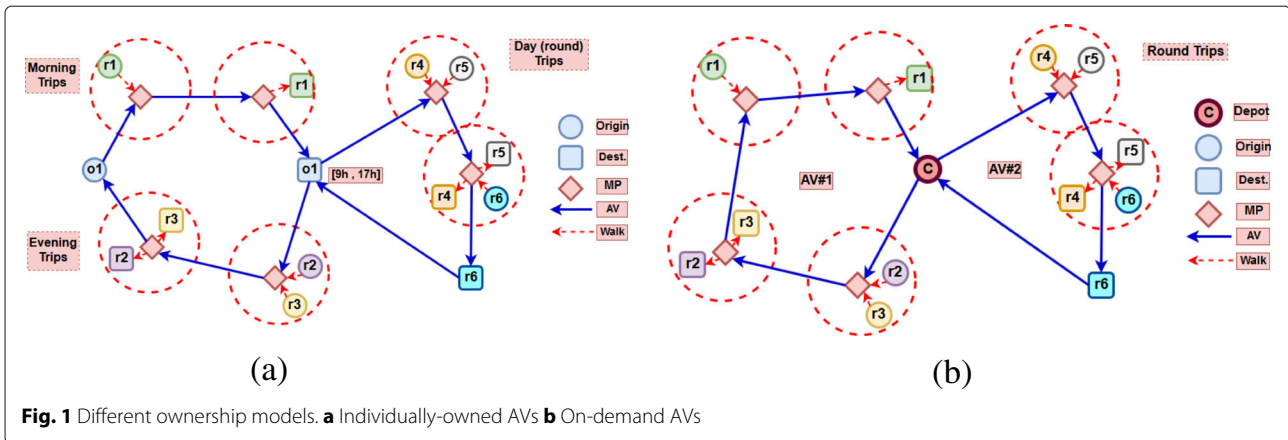 Morning
Trips
r1
r1
Day (round)
Trips
r4
r5
Origin
Dest.
MP
AV
Walk
o1
o1
[9h , 17h]
r5
r4
r6
Evening
Trips
r3
r2
r2
r3
r6
(a)
Round Trips
r1
r1
r4
r5
C
Depot
Origin
Dest.
MP
AV
Walk
AV#1
C
AV#2
r5
r4
r6
r3
r2
r2
r3
r6
(b)
Fig. 1 Different ownership models. a Individually-owned AVs b On-demand AVs